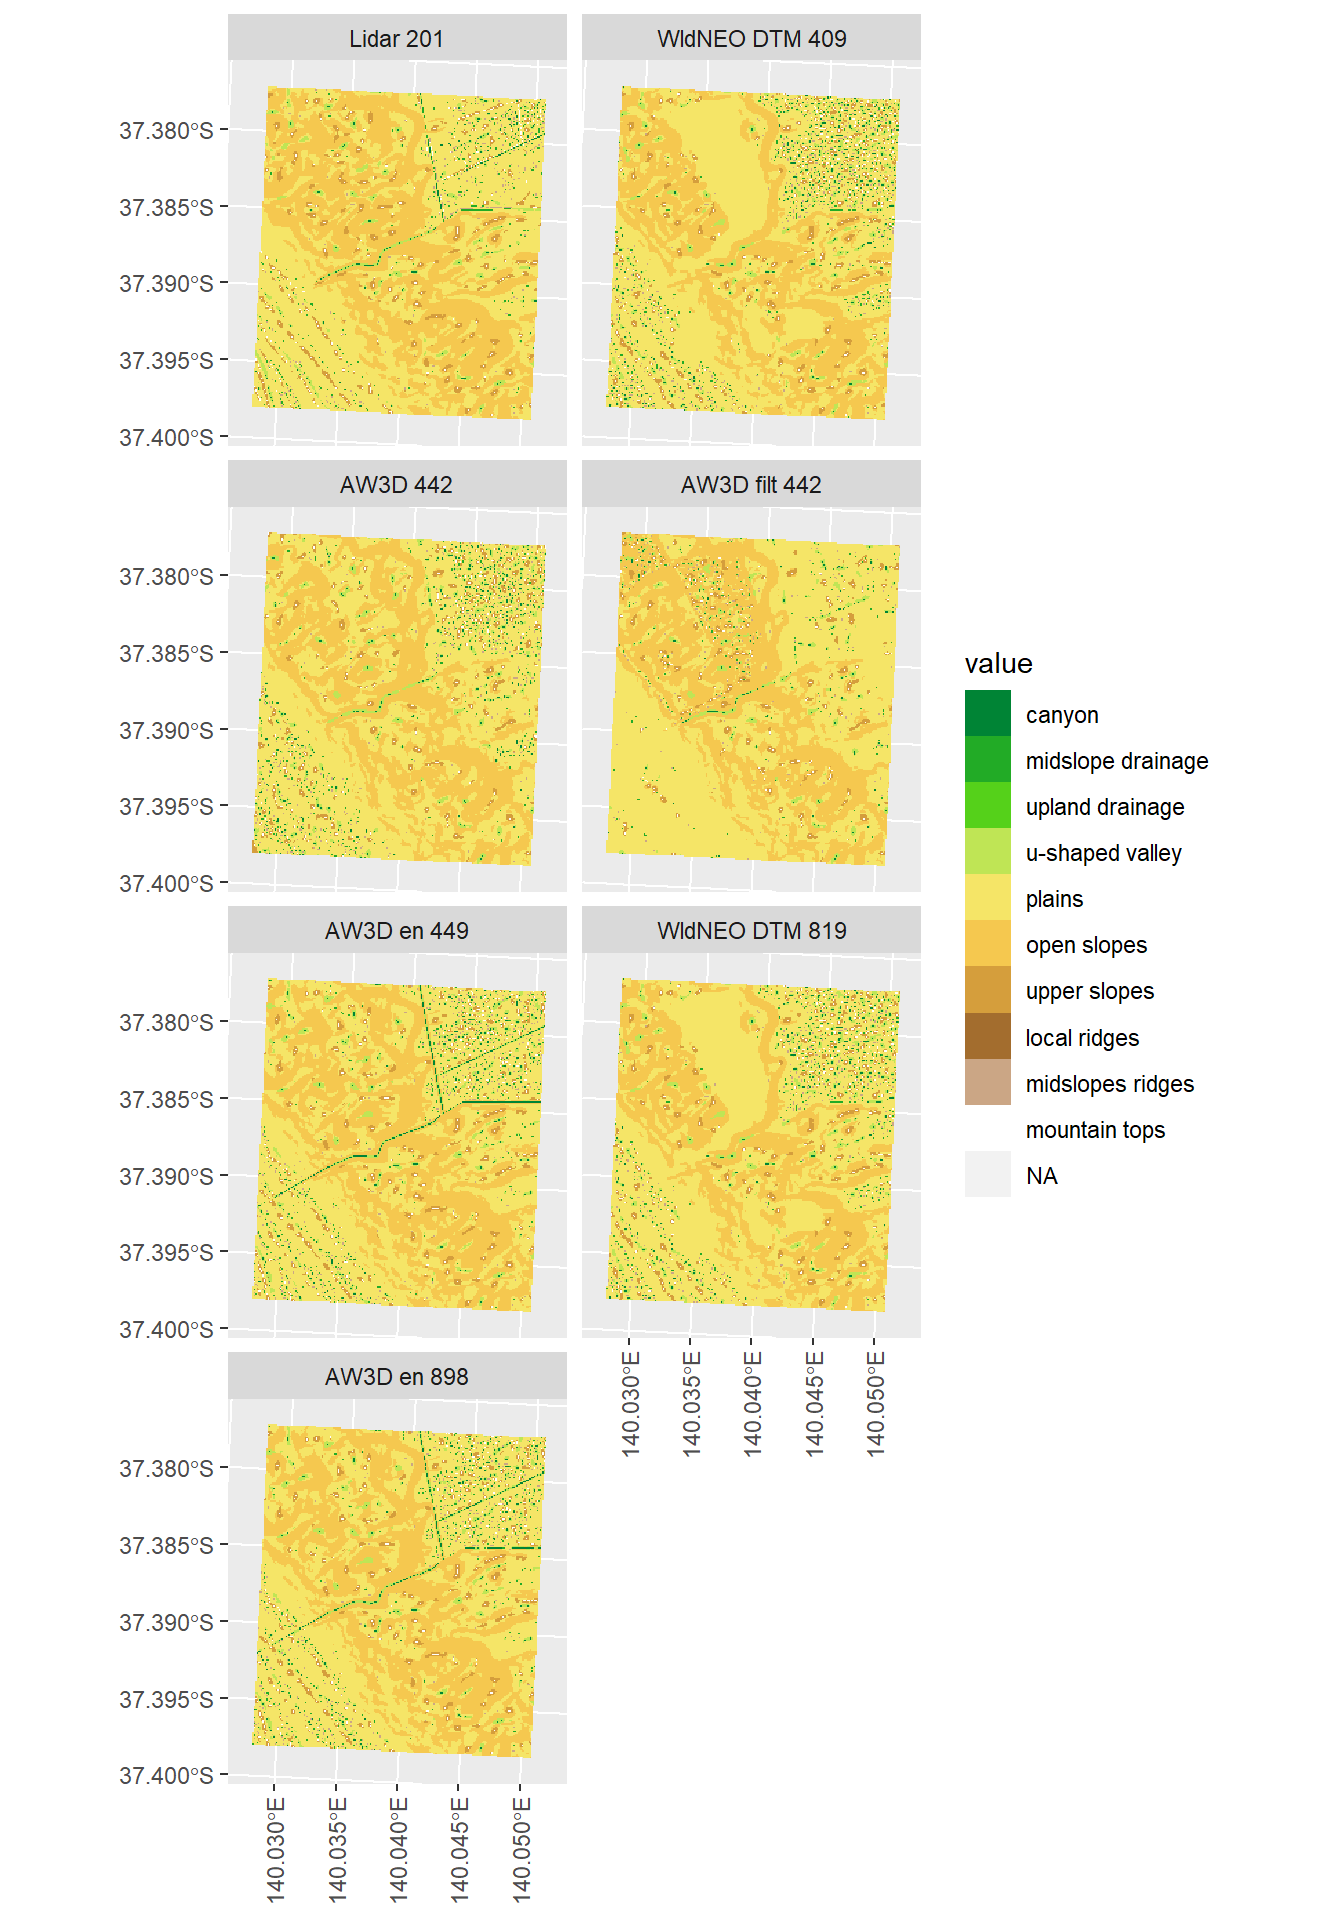 Lidar 201
WldNEO DTM 409
37.380°S
37.385°S
37.390°S
37.395°S
37.400°S
AW3D 442
AW3D filt 442
37.380°S
37.385°S
37.390°S
37.395°S
37.400°S
AW3D en 449
WldNEO DTM 819
37.380°S
37.385°S
37.390°S
37.395°S
37.400°S
140.030°E
140.035°E
140.040°E
140.045°E
140.050°E
AW3D en 898
37.380°S
37.385°S
37.390°S
37.395°S
37.400°S
140.030°E
140.035°E
140.040°E
140.045°E
140.050°E
value
canyon
midslope drainage
upland drainage
u-shaped valley
plains
open slopes
upper slopes
local ridges
midslopes ridges
mountain tops
NA